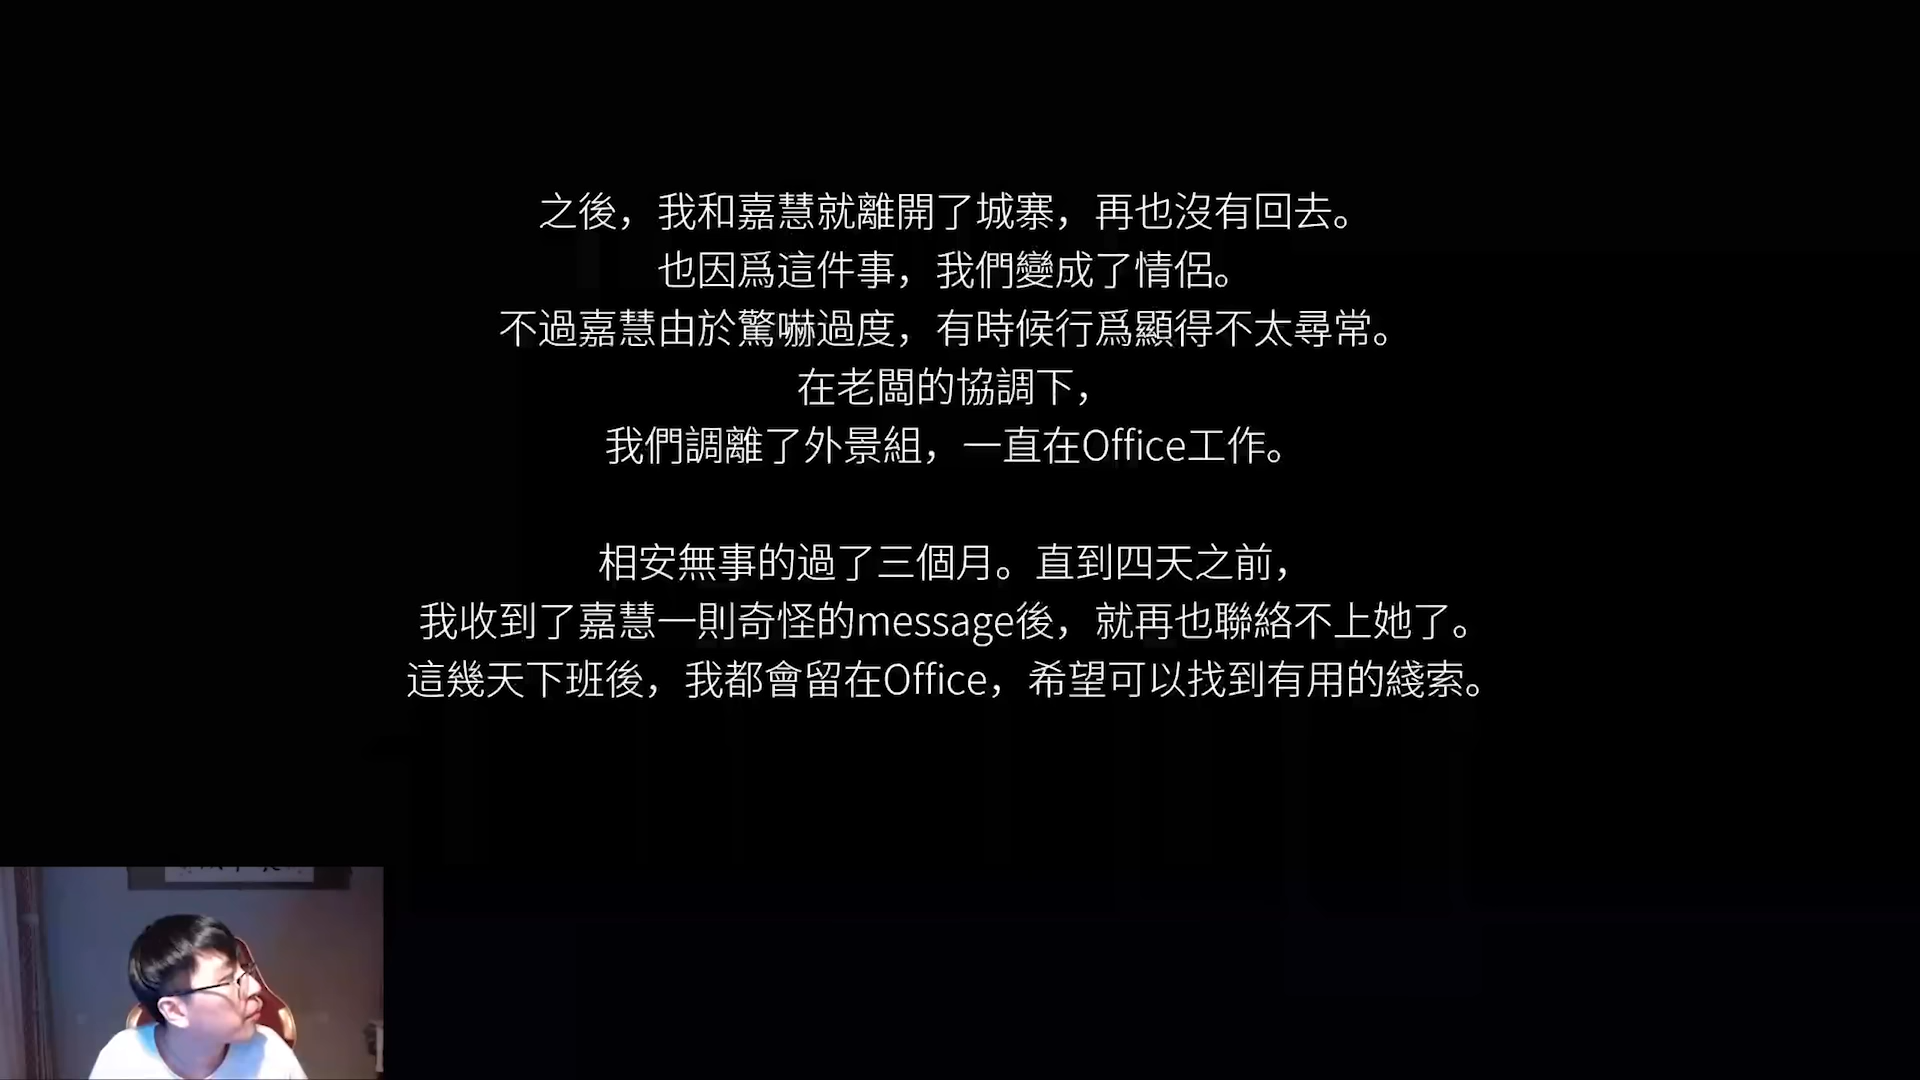 之後，我和嘉慧就離開了城寨，再也沒有回去。
也因爲這件事，我們變成了情侶。
不過嘉慧由於驚嚇過度，有時候行爲顯得不太尋常。
在老闆的協調下，
我們調離了外景組，一直在Office工作。
相安無事的過了三個月。直到四天之前，
我收到了嘉慧一則奇怪的message後，就再也聯絡不上她了。
這幾天下班後，我都會留在Office，希望可以找到有用的綫索。